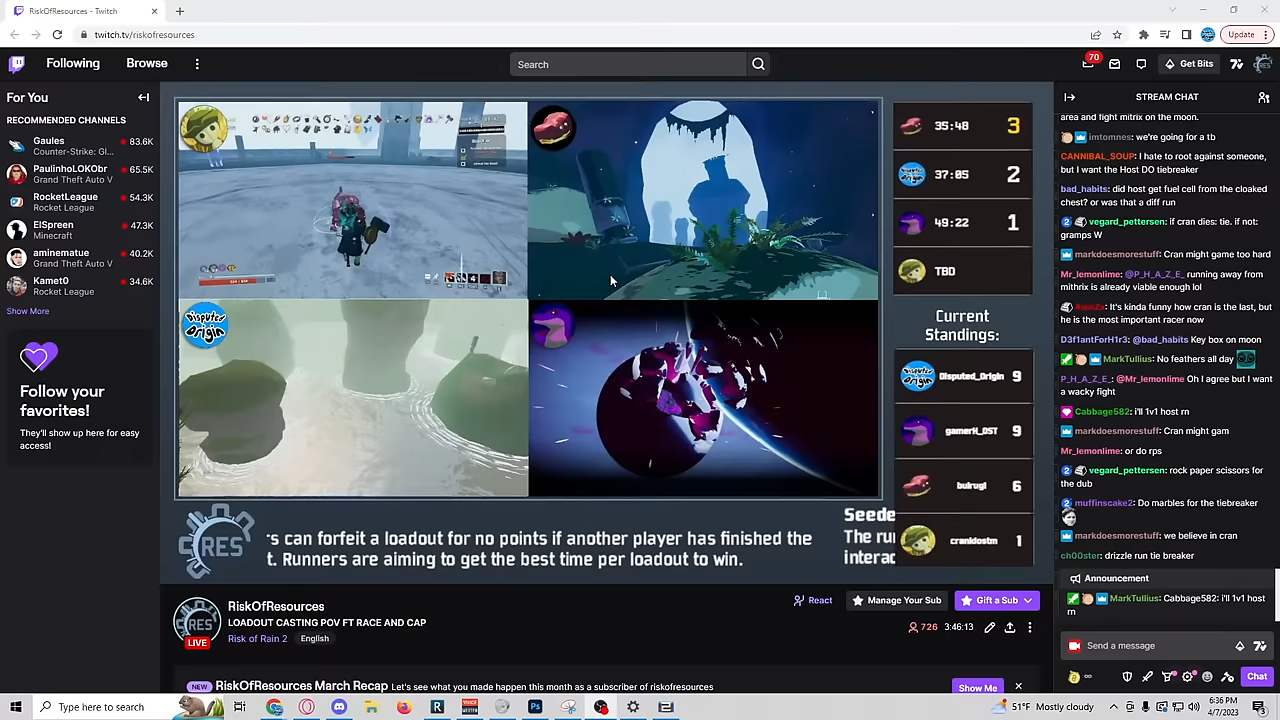 RiskOfResources - Twitch
twitch.tv/riskofresources
Update
Following
Browse
Search
70
Get Bits
For You
RECOMMENDED CHANNELS
Gaules
83.6K
Counter-Strike: Gl...
PaulinhoLOKObr
65.5K
Grand Theft Auto V
RocketLeague
54.3K
Rocket League
ElSpreen
47.3K
Minecraft
aminematue
40.2K
Grand Theft Auto V
Kamet0
34.6K
Rocket League
Show More
Follow your
favorites!
They'll show up here for easy
access!
Disputed
Origin
35:48 3
37:05 2
49:22 1
TBD
Current
Standings:
Disputed_Origin 9
gamerH_DST 9
bulrugl 6
cranidostm 1
RES
's can forfeit a loadout for no points if another player has finished the
t. Runners are aiming to get the best time per loadout to win.
Seede
The ru
interac
RES
LIVE
RiskOfResources
LOADOUT CASTING POV FT RACE AND CAP
Risk of Rain 2
English
React
Manage Your Sub
Gift a Sub
726
3:46:13
NEW
RiskOfResources March Recap
Let's see what you made happen this month as a subscriber of riskofresources
Show Me
STREAM CHAT
area and fight mitrix on the moon.
imtomnes: we're going for a tb
CANNIBAL_SOUP: I hate to root against someone,
but I want the Host DO tiebreaker
bad_habits: did host get fuel cell from the cloaked
chest? or was that a diff run
vegard_pettersen: if cran dies: tie. if not:
gramps W
markdoesmorestuff: Cran might game too hard
Mr_lemonlime: @P_H_A_Z_E_ running away from
mithrix is already viable enough lol
It's kinda funny how cran is the last, but
he is the most important racer now
D3f1antForH1r3: @bad_habits Key box on moon
MarkTullius: No feathers all day
P_H_A_Z_E_: @Mr_lemonlime Oh I agree but I want
a wacky fight
Cabbage582: i'll 1v1 host rn
markdoesmorestuff: Cran might gam
Mr_lemonlime: or do rps
vegard_pettersen: rock paper scissors for
the dub
muffinscake2: Do marbles for the tiebreaker
markdoesmorestuff: we believe in cran
ch00ster: drizzle run tie breaker
Announcement
MarkTullius: Cabbage582: i'll 1v1 host
rn
Send a message
Chat
Type here to search
51°F Mostly cloudy
6:36 PM
4/7/2023